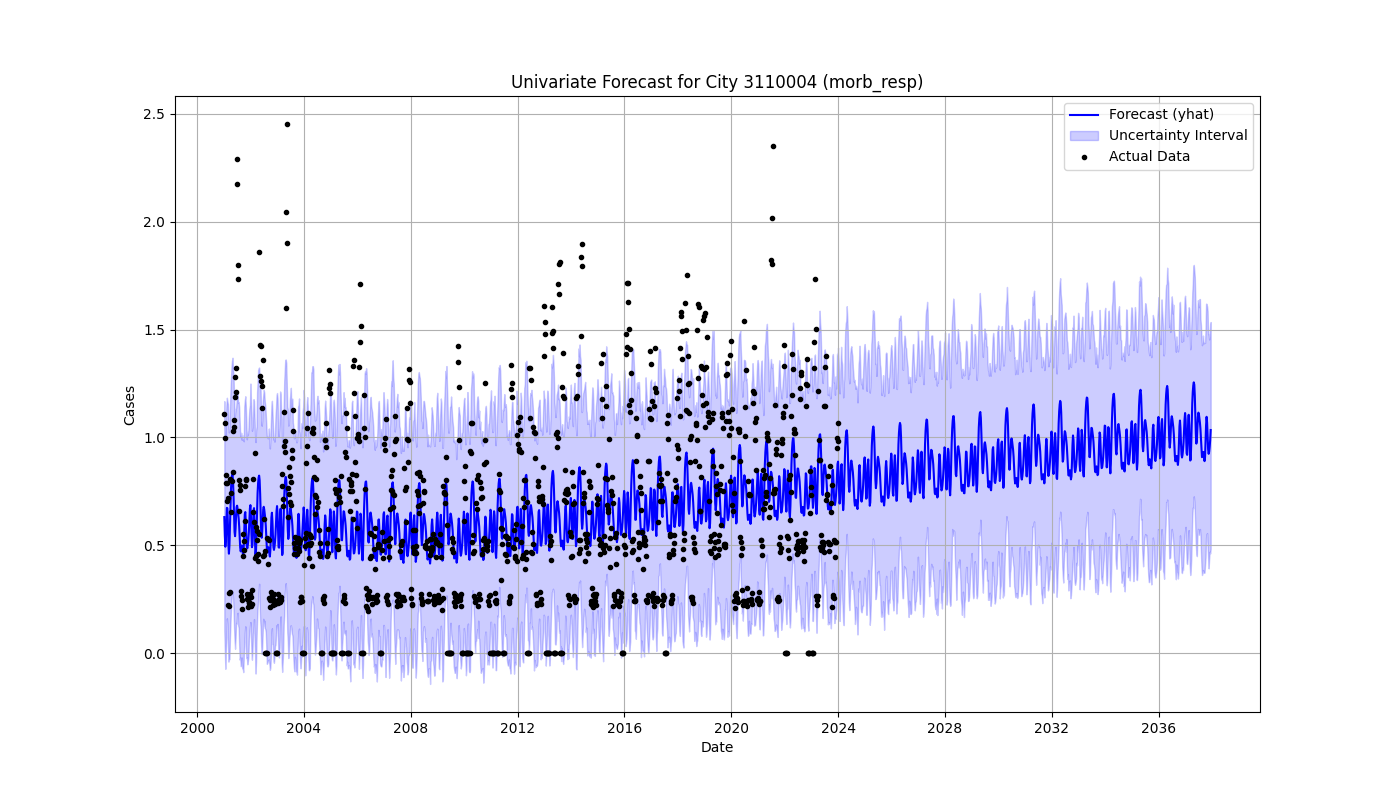 Univariate Forecast for City 3110004 (morb_resp)
Forecast (yhat)
Uncertainty Interval
Actual Data
Cases
2.5
2.0
1.5
1.0
0.5
0.0
2000 2004 2008 2012 2016 2020 2024 2028 2032 2036
Date